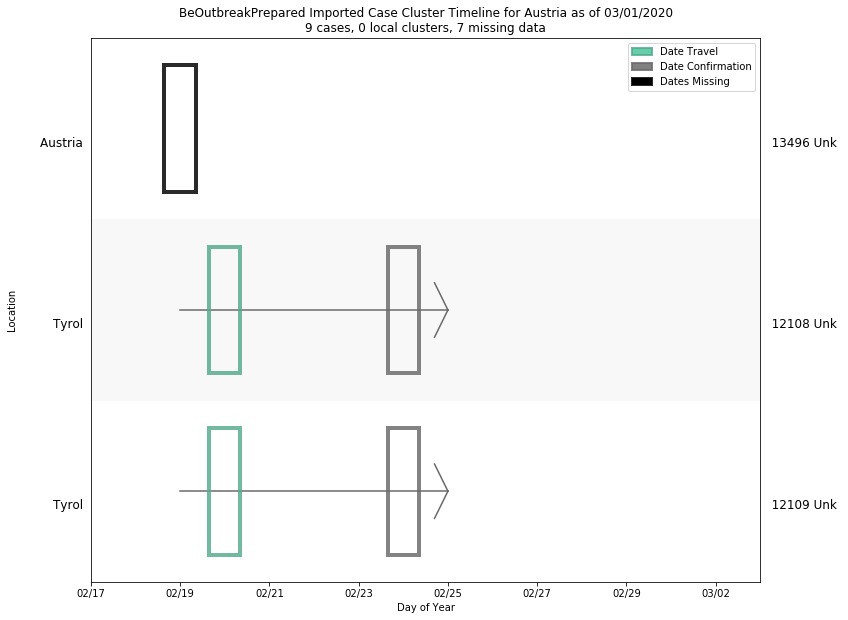 BeOutbreakPrepared Imported Case Cluster Timeline for Austria as of 03/01/2020
9 cases, 0 local clusters, 7 missing data
Date Travel
Date Confirmation
Dates Missing
Austria
13496 Unk
Tyrol
12108 Unk
Tyrol
12109 Unk
Location
02/17 02/19 02/21 02/23 02/25 02/27 02/29 03/02
Day of Year